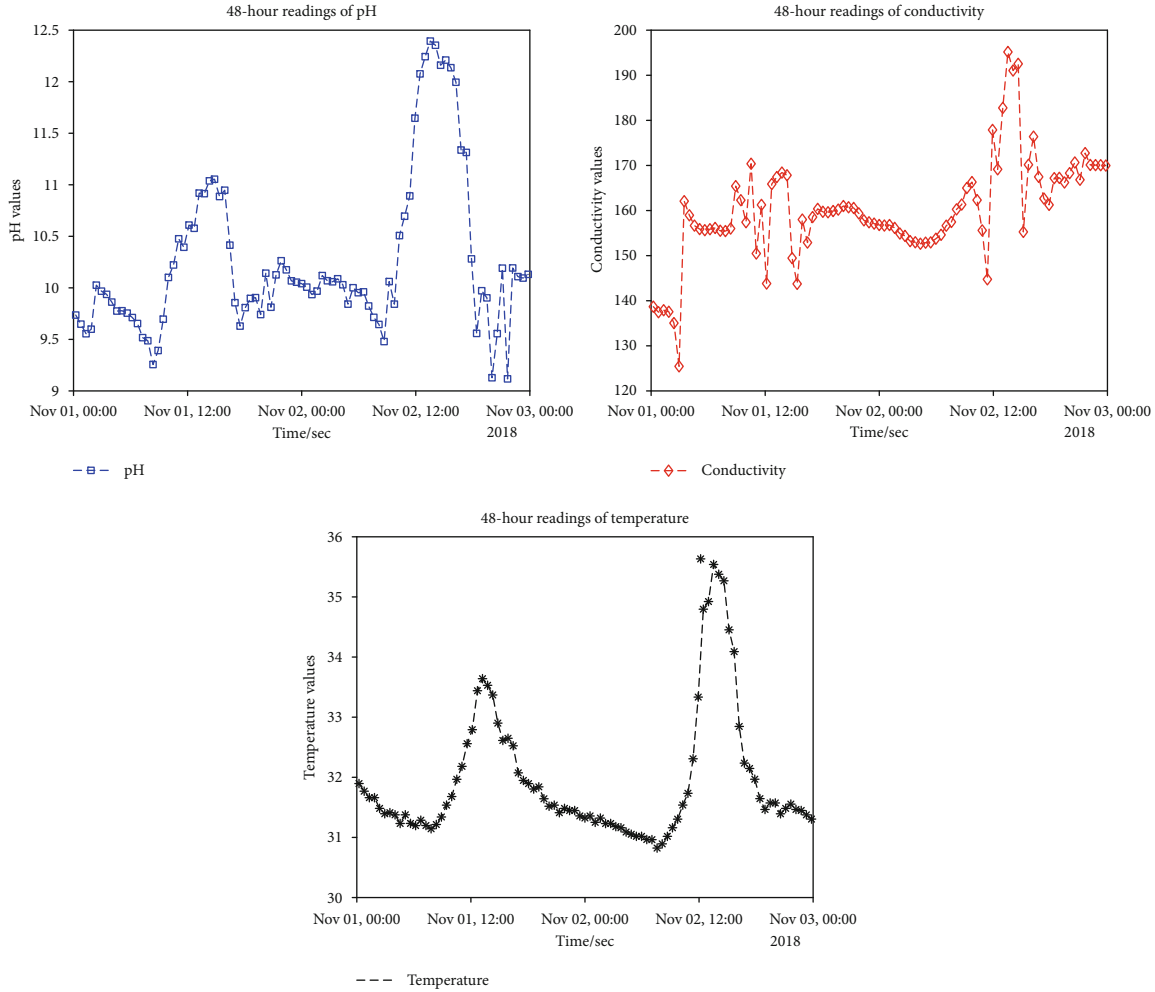 48-hour readings of pH
12.5
12
11.5
11
10.5
10
9.5
9
pH values
Nov 01, 00:00
Nov 01, 12:00
Nov 02, 00:00
Nov 02, 12:00
Nov 03, 00:00
Time/sec
2018
pH
48-hour readings of conductivity
200
190
180
170
160
150
140
130
120
Conductivity values
Nov 01, 00:00
Nov 01, 12:00
Nov 02, 00:00
Nov 02, 12:00
Nov 03, 00:00
Time/sec
2018
Conductivity
48-hour readings of temperature
36
35
33
33
32
31
30
Temperature values
Nov 01, 00:00
Nov 01, 12:00
Nov 02, 00:00
Nov 02, 12:00
Nov 03, 00:00
Time/sec
2018
Temperature